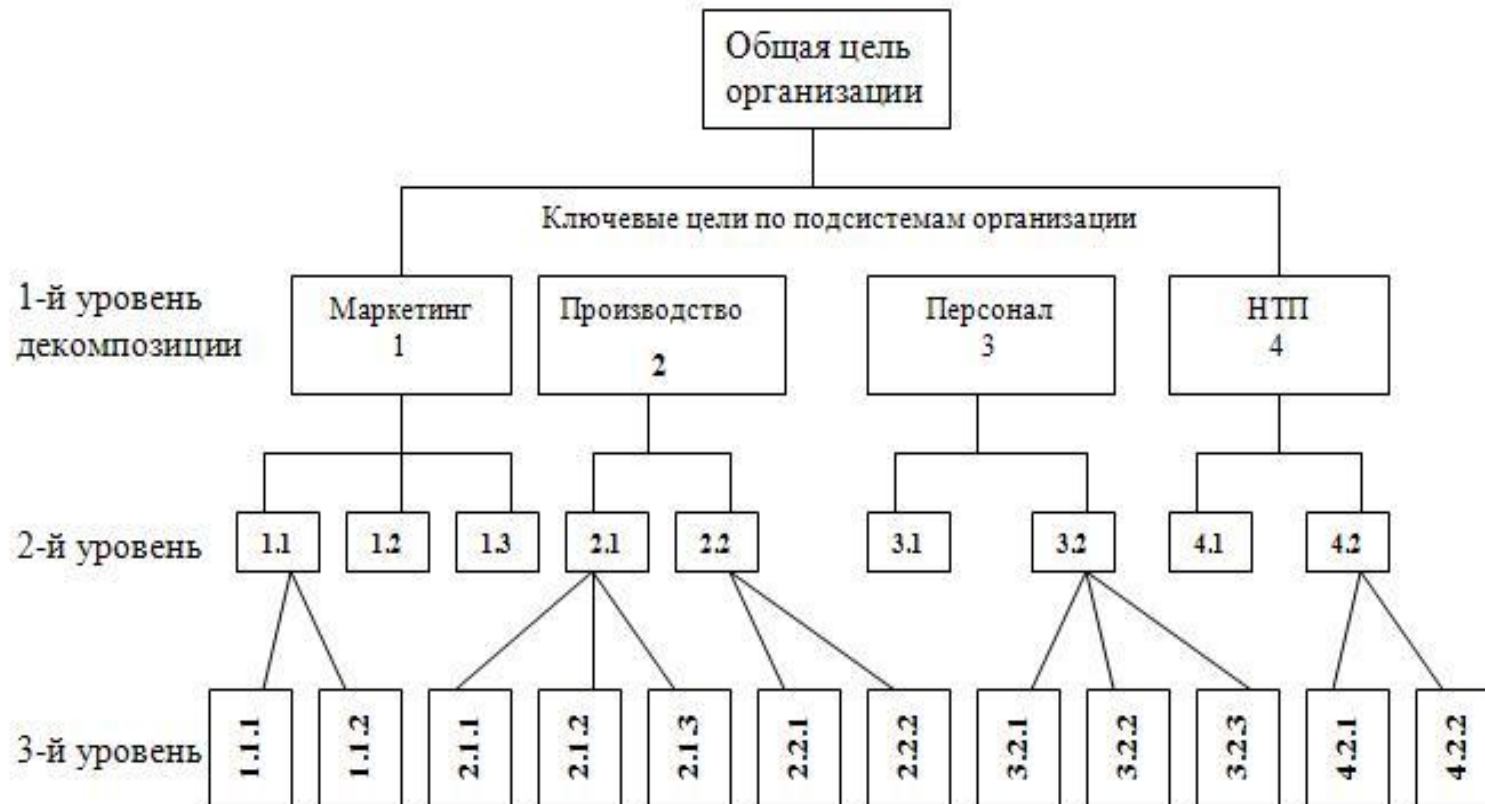 Общая цель
организации
Ключевые цели по подсистемам организации
1-й уровень
декомпозиции
Маркетинг
1
Производство
2
Персонал
3
НТП
4
2-й уровень
1.1
1.2
1.3
2.1
2.2
3.1
3.2
4.1
4.2
3-й уровень
1.1.1
1.1.2
2.1.1
2.1.2
2.1.3
2.2.1
2.2.2
3.2.1
3.2.2
3.2.3
4.2.1
4.2.2